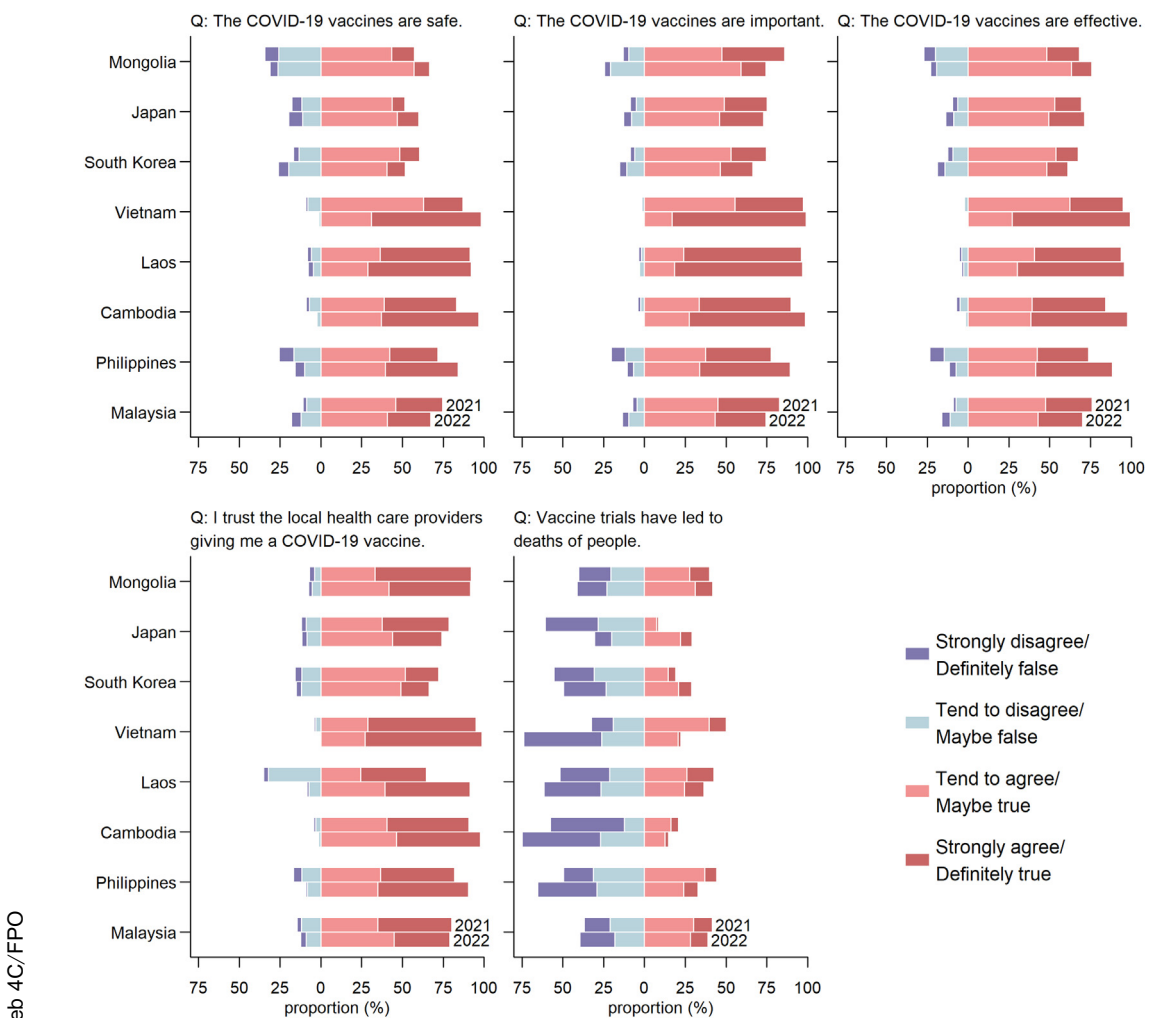 Q: The COVID-19 vaccines are safe.
Q: The COVID-19 vaccines are important.
Q: The COVID-19 vaccines are effective.
Mongolia
Japan
South Korea
Vietnam
Laos
Cambodia
Philippines
Malaysia
2021
2022
2021
2022
2021
2022
75 50 25 0 25 50 75 100
75 50 25 0 25 50 75 100
75 50 25 0 25 50 75 100
proportion (%)
Q: I trust the local health care providers
giving me a COVID-19 vaccine.
Q: Vaccine trials have led to
deaths of people.
Mongolia
Japan
South Korea
Vietnam
Laos
Cambodia
Philippines
Malaysia
2021
2022
2021
2022
75 50 25 0 25 50 75 100
proportion (%)
75 50 25 0 25 50 75 100
proportion (%)
Strongly disagree/
Definitely false
Tend to disagree/
Maybe false
Tend to agree/
Maybe true
Strongly agree/
Definitely true
eb 4C/FPO